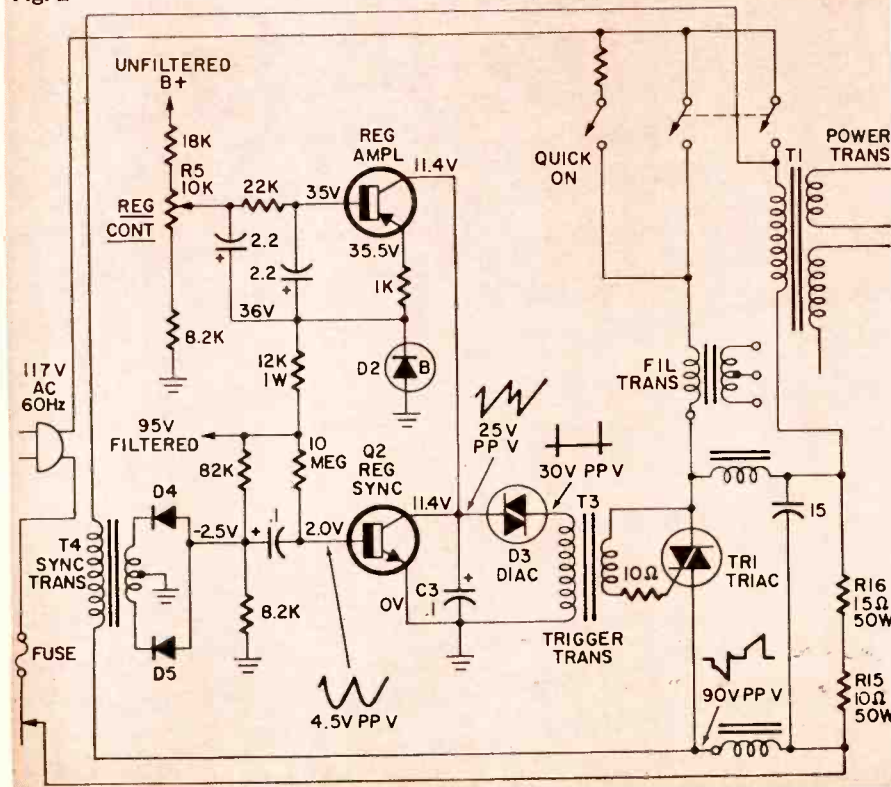 UNFILTERED
B+
18K
R5
10K
REG
CONT
22K
2.2
2.2
36V
8.2K
35V
REG
AMPL
11.4V
35.5V
1K
D2
B
QUICK
ON
T1
POWER
TRANS
FIL
TRANS
117V
AC
60Hz
12K
1W
95V
FILTERED
82K
10
MEG
Q2
REG
SYNC
11.4V
25V
PP V
30V PP V
T3
D3
DIAC
D4
-2.5V
+ .1
2.0V
T4
SYNC
TRANS
D5
8.2K
0V
C3
.1
10Ω
TR1
TRIAC
TRIGGER
TRANS
15
R16
15Ω
50W
R15
10Ω
50W
FUSE
4.5V PP V
90V PP V